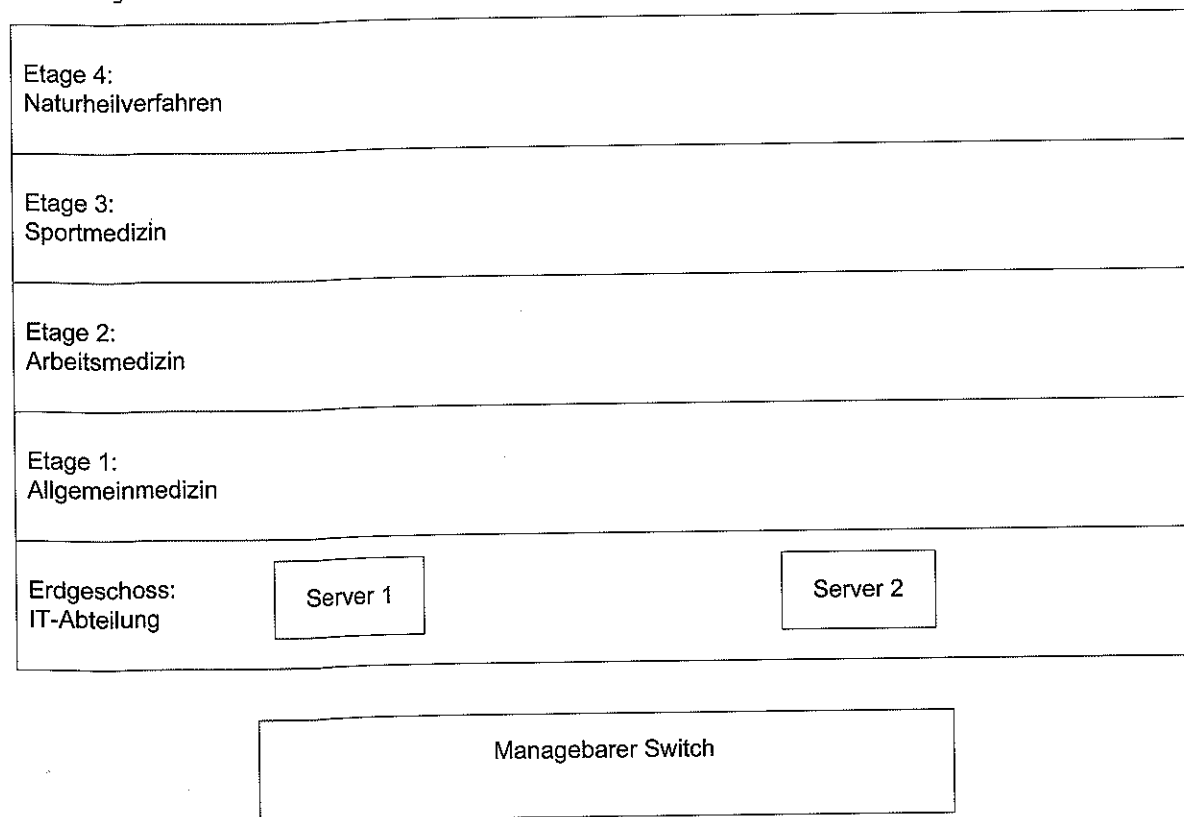 Etage 4:
Naturheilverfahren
Etage 3:
Sportmedizin
Etage 2:
Arbeitsmedizin
Etage 1:
Allgemeinmedizin
Erdgeschoss:
IT-Abteilung
Server 1
Server 2
Managebarer Switch